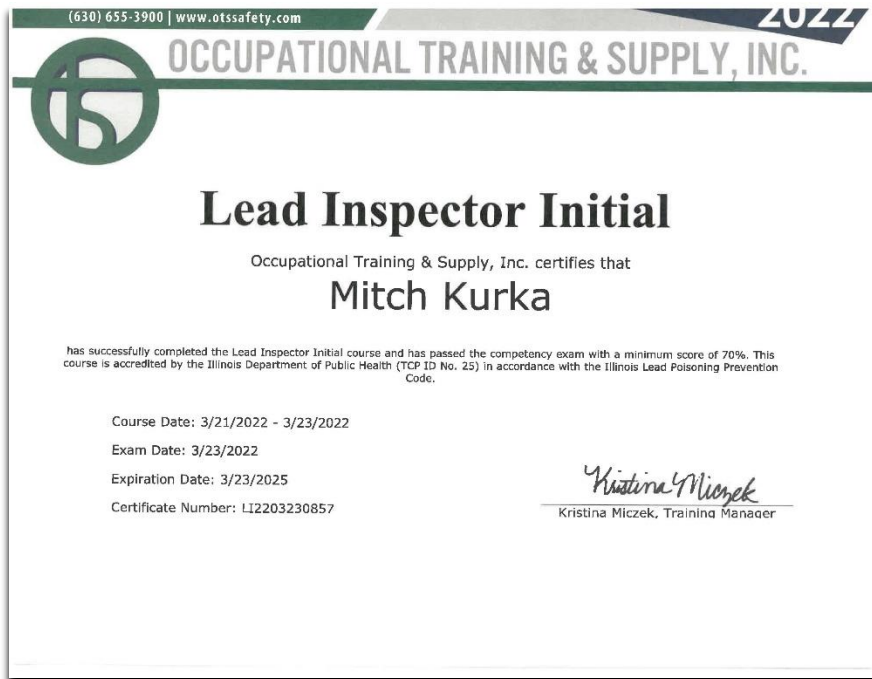 (630) 655-3900 | www.otssafety.com
2022
OCCUPATIONAL TRAINING & SUPPLY, INC.
Lead Inspector Initial
Occupational Training & Supply, Inc. certifies that
Mitch Kurka
has successfully completed the Lead Inspector Initial course and has passed the competency exam with a minimum score of 70%. This
course is accredited by the Illinois Department of Public Health (TCP ID No. 25) in accordance with the Illinois Lead Poisoning Prevention
Code.
Course Date: 3/21/2022 - 3/23/2022
Exam Date: 3/23/2022
Expiration Date: 3/23/2025
Certificate Number: LI2203230857
Kristina Miczek
Kristina Miczek, Training Manager